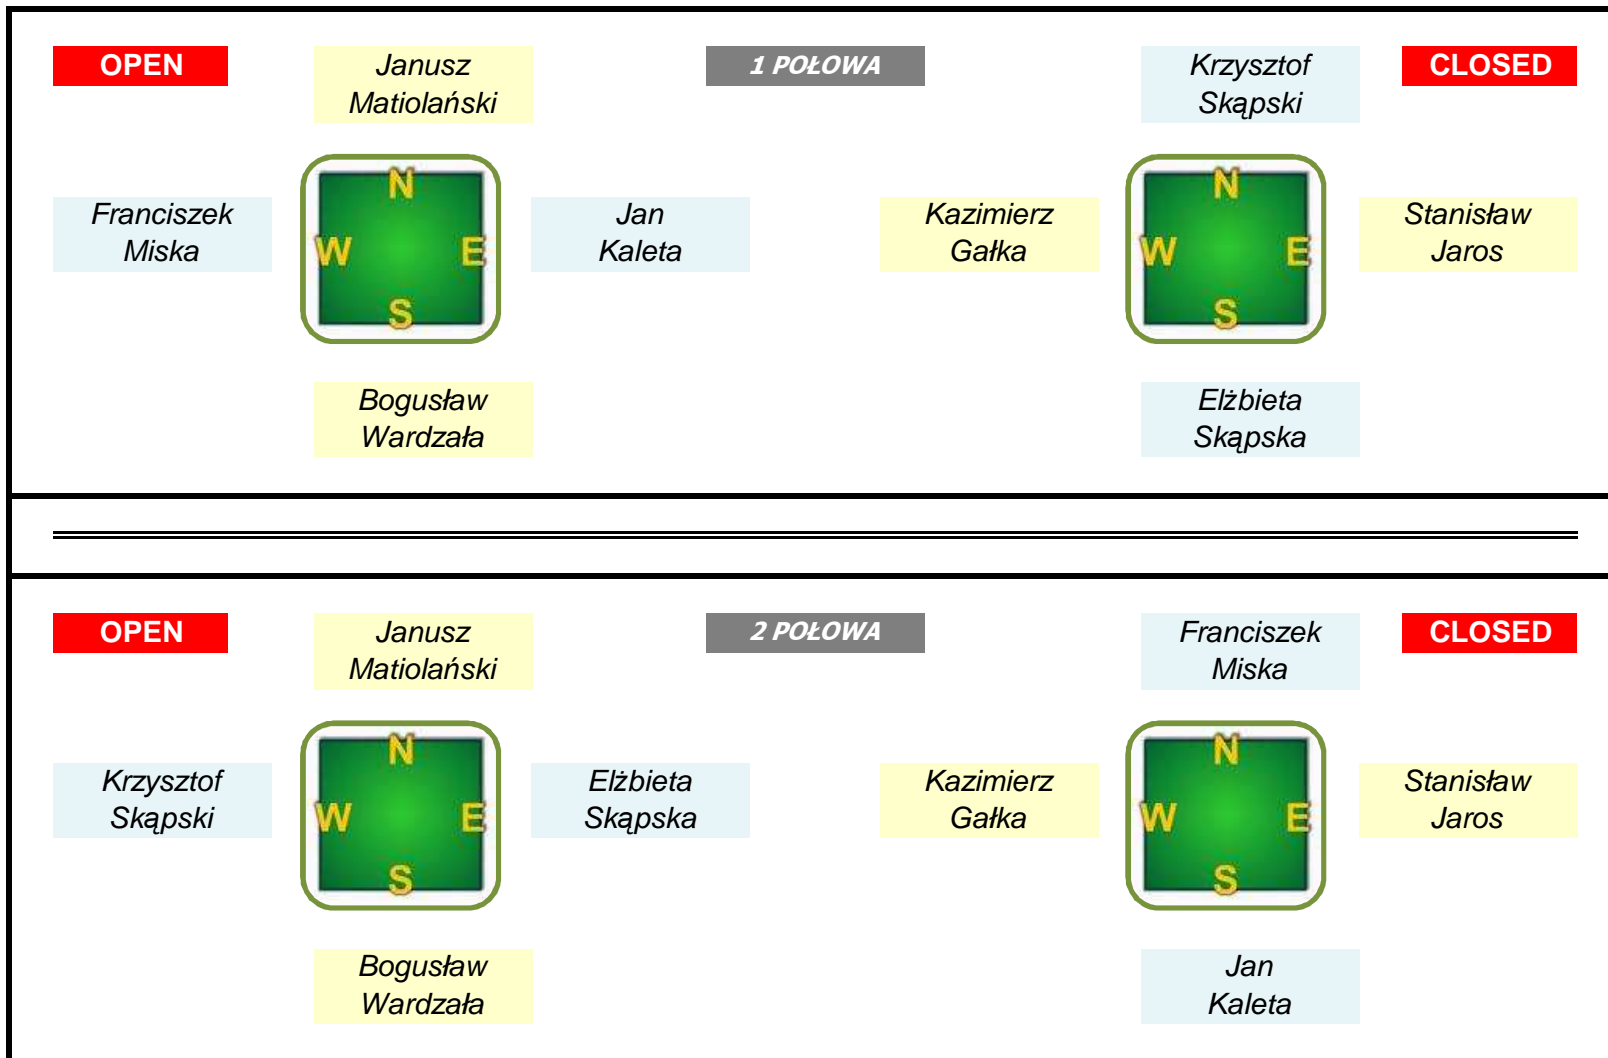 OPEN
Janusz
Matiolański
1 POŁOWA
Krzysztof
Skąpski
CLOSED
Franciszek
Miska
N
W E
S
Jan
Kaleta
Kazimierz
Gałka
N
W E
S
Stanisław
Jaros
Bogusław
Wardzała
Elżbieta
Skąpska
OPEN
Janusz
Matiolański
2 POŁOWA
Franciszek
Miska
CLOSED
Krzysztof
Skąpski
N
W E
S
Elżbieta
Skąpska
Kazimierz
Gałka
N
W E
S
Stanisław
Jaros
Bogusław
Wardzała
Jan
Kaleta